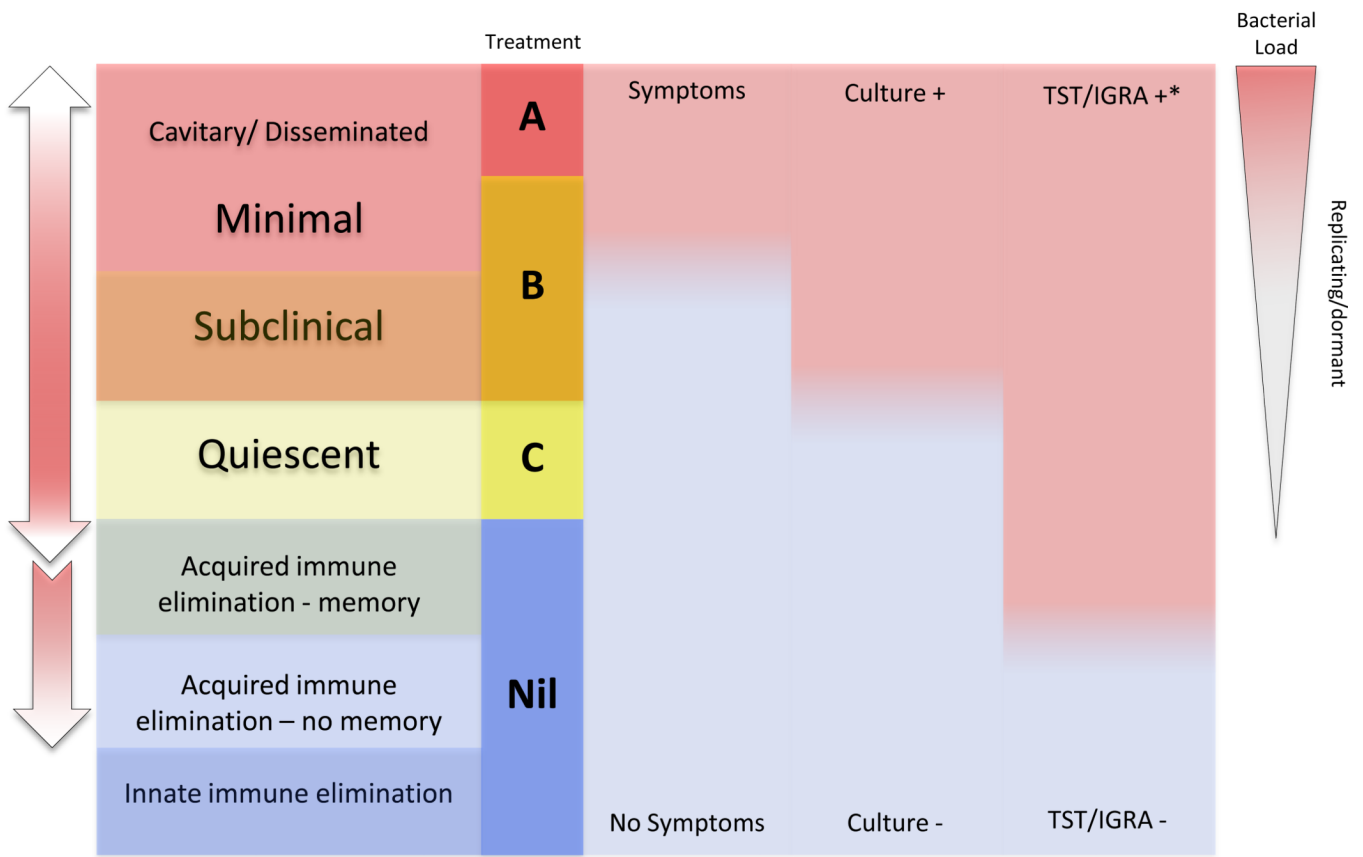 Treatment
Bacterial
Load
Symptoms
Culture +
TST/IGRA +*
Cavitary/ Disseminated
A
Minimal
B
Subclinical
Replicating/dormant
Quiescent
C
Acquired immune
elimination - memory
Acquired immune
elimination – no memory
Nil
Innate immune elimination
No Symptoms
Culture -
TST/IGRA -